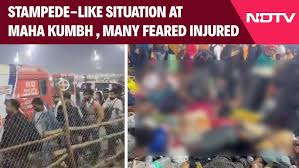 STAMPEDE-LIKE SITUATION AT
MAHA KUMBH , MANY FEARED INJURED
NDTV